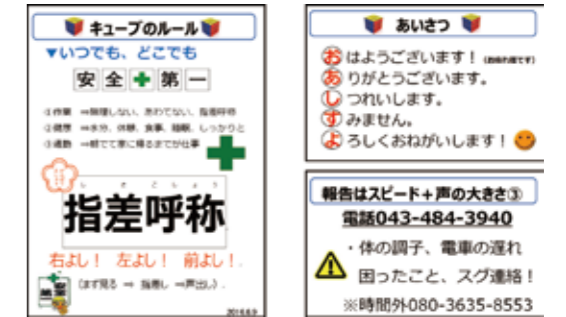 キューブのルール
▼いつでも、どこでも
安全✚第一
①作業 ⇒無理しない、あわてない、指差呼称
②健康 ⇒水分、休憩、食事、睡眠、しっかりと
③通勤 ⇒家に帰るまでが仕事
し さ こ しょう
指差呼称
右よし! 左よし! 前よし!
(まず見る ⇒ 指差し ⇒声出し)
2016.6.9
あいさつ
おはようございます!
ありがとうございます。
しつれいします。
すみません。
よろしくおねがいします!
報告はスピード+声の大きさ③
電話043-484-3940
・体の調子、電車の遅れ
困ったこと、スグ連絡!
※時間外080-3635-8553